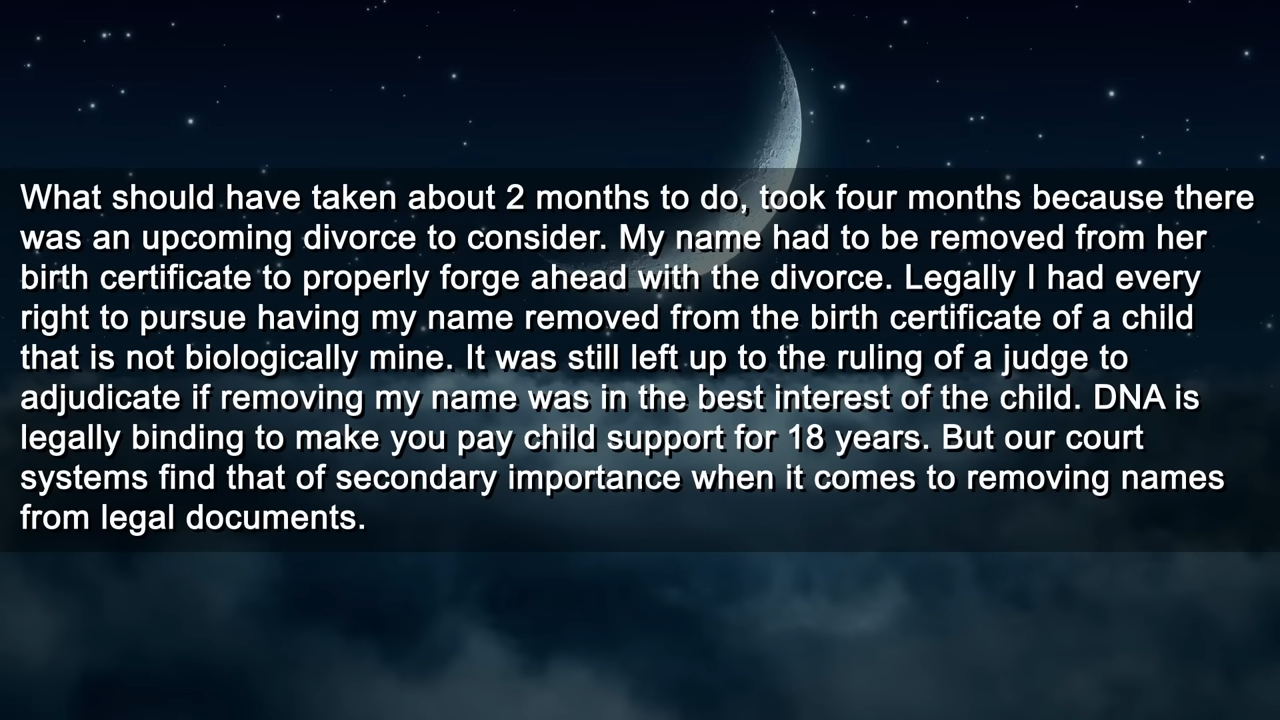 What should have taken about 2 months to do, took four months because there
was an upcoming divorce to consider. My name had to be removed from her
birth certificate to properly forge ahead with the divorce. Legally I had every
right to pursue having my name removed from the birth certificate of a child
that is not biologically mine. It was still left up to the ruling of a judge to
adjudicate if removing my name was in the best interest of the child. DNA is
legally binding to make you pay child support for 18 years. But our court
systems find that of secondary importance when it comes to removing names
from legal documents.